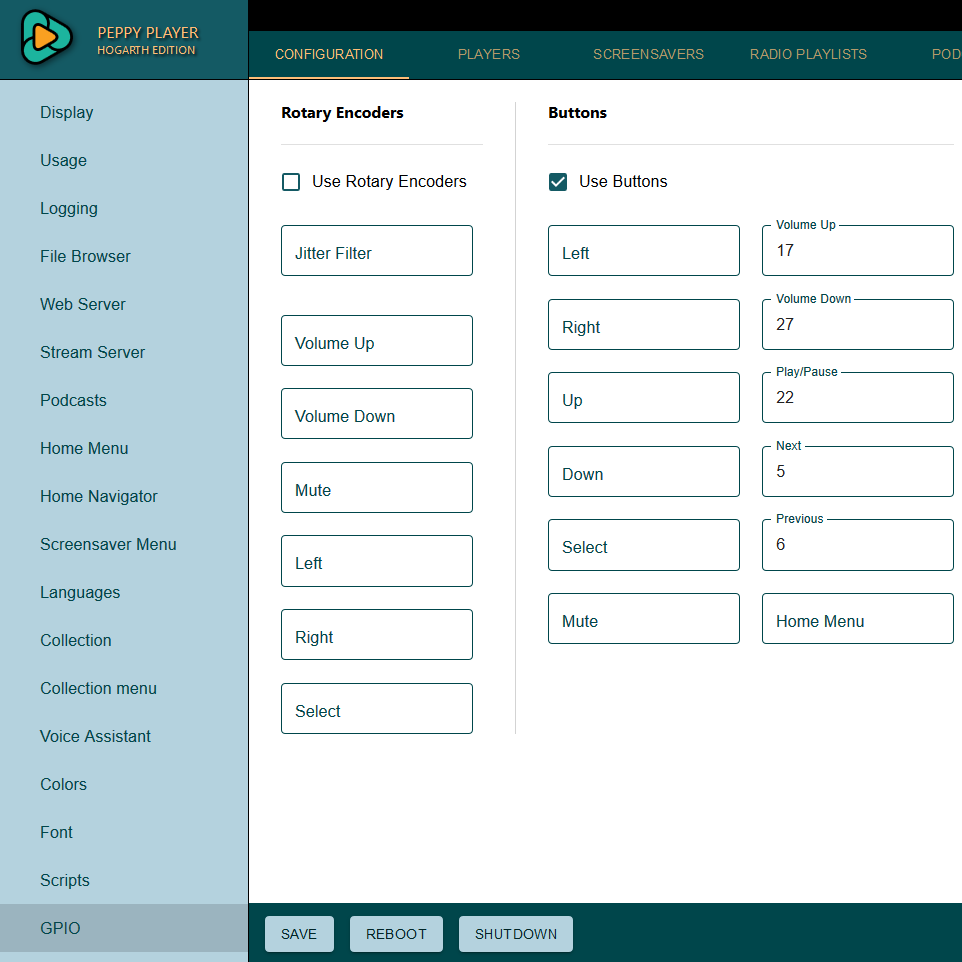 PEPPY PLAYER
HOGARTH EDITION
CONFIGURATION PLAYERS SCREENSAVERS RADIO PLAYLISTS POD
Display
Usage
Logging
File Browser
Web Server
Stream Server
Podcasts
Home Menu
Home Navigator
Screensaver Menu
Languages
Collection
Collection menu
Voice Assistant
Colors
Font
Scripts
GPIO
Rotary Encoders
Use Rotary Encoders
Jitter Filter
Volume Up
Volume Down
Mute
Left
Right
Select
Buttons
Use Buttons
Left
Right
Up
Down
Select
Mute
Volume Up
17
Volume Down
27
Play/Pause
22
Next
5
Previous
6
Home Menu
SAVE REBOOT SHUTDOWN